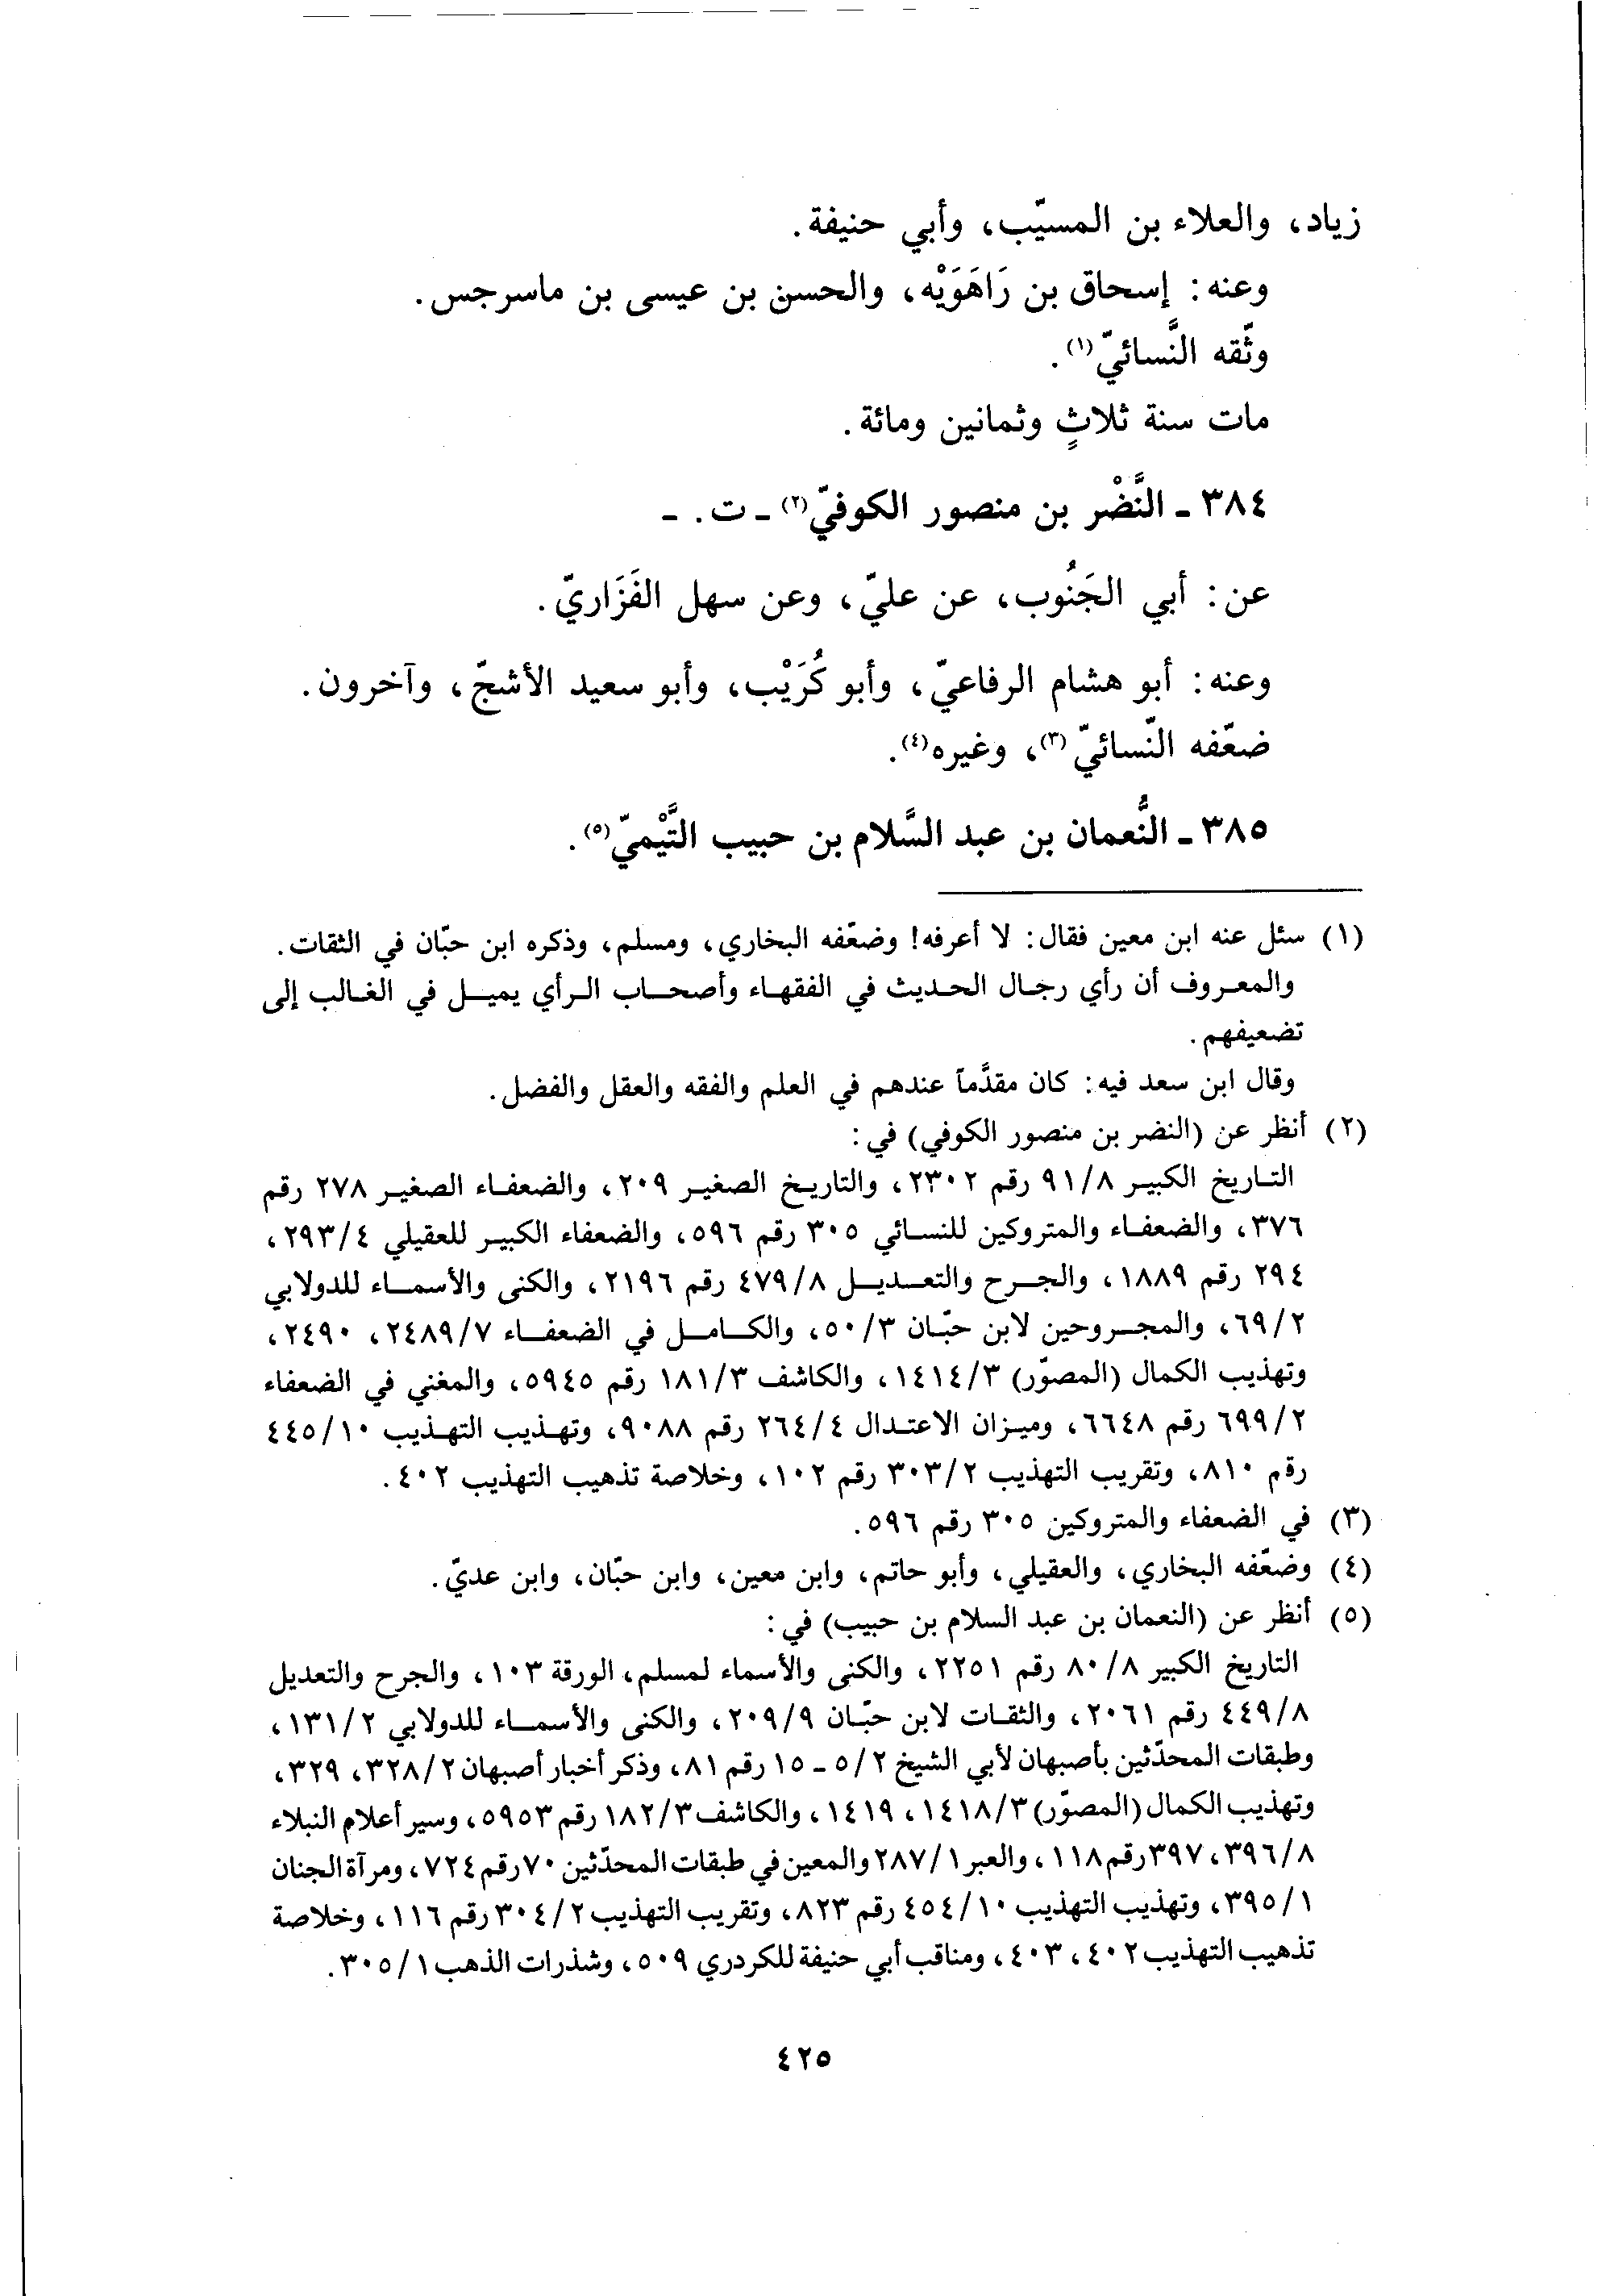 زياد، والعلاء بن المسيّب، وأبي حنيفة.
وعنه: إسحاق بن رَاهَوَيْه، والحسن بن عيسى بن ماسرجس.
وثّقه النَّسائيّ(١).
مات سنة ثلاثٍ وثمانين ومائة.
٣٨٤ ـ النَّضْر بن منصور الكوفيّ(٢) ـ ت. ـ
عن: أبي الجَنُوب، عن عليّ، وعن سهل الفَزَاريّ.
وعنه: أبو هشام الرفاعيّ، وأبو كُرَيْب، وأبو سعيد الأشجّ، وآخرون.
ضعّفه النّسائيّ(٣)، وغيره(٤).
٣٨٥ ـ النُّعمان بن عبد السَّلام بن حبيب التَّيْميّ(٥).
(١) سئل عنه ابن معين فقال: لا أعرفه! وضعّفه البخاري، ومسلم، وذكره ابن حبّان في الثقات.
والمعروف أن رأي رجال الحديث في الفقهاء وأصحاب الرأي يميل في الغالب إلى
تضعيفهم.
وقال ابن سعد فيه: كان مقدَّماً عندهم في العلم والفقه والعقل والفضل.
(٢) أنظر عن (النضر بن منصور الكوفي) في:
التاريخ الكبير ٩١/٨ رقم ٢٣٠٢، والتاريخ الصغير ٢٠٩، والضعفاء الصغير ٢٧٨ رقم
٣٧٦، والضعفاء والمتروكين للنسائي ٣٠٥ رقم ٥٩٦، والضعفاء الكبير للعقيلي ٢٩٣/٤،
٢٩٤ رقم ١٨٨٩، والجرح والتعديل ٤٧٩/٨ رقم ٢١٩٦، والكنى والأسماء للدولابي
٦٩/٢، والمجروحين لابن حبّان ٥٠/٣، والكامل في الضعفاء ٢٤٨٩/٧، ٢٤٩٠،
وتهذيب الكمال (المصوّر) ١٤١٤/٣، والكاشف ١٨١/٣ رقم ٥٩٤٥، والمغني في الضعفاء
٦٩٩/٢ رقم ٦٦٤٨، وميزان الاعتدال ٢٦٤/٤ رقم ٩٠٨٨، وتهذيب التهذيب ٤٤٥/١٠
رقم ٨١٠، وتقريب التهذيب ٣٠٣/٢ رقم ١٠٢، وخلاصة تذهيب التهذيب ٤٠٢.
(٣) في الضعفاء والمتروكين ٣٠٥ رقم ٥٩٦.
(٤) وضعّفه البخاري، والعقيلي، وأبو حاتم، وابن معين، وابن حبّان، وابن عديّ.
(٥) أنظر عن (النعمان بن عبد السلام بن حبيب) في:
التاريخ الكبير ٨٠/٨ رقم ٢٢٥١، والكنى والأسماء لمسلم، الورقة ١٠٣، والجرح والتعديل
٤٤٩/٨ رقم ٢٠٦١، والثقات لابن حبّان ٢٠٩/٩، والكنى والأسماء للدولابي ١٣١/٢،
وطبقات المحدّثين بأصبهان لأبي الشيخ ٥/٢ ـ ١٥ رقم ٨١، وذكر أخبار أصبهان ٣٢٨/٢، ٣٢٩،
وتهذيب الكمال (المصوّر) ١٤١٨/٣، ١٤١٩، والكاشف ١٨٢/٣ رقم ٥٩٥٣، وسير أعلام النبلاء
٣٩٦/٨، ٣٩٧ رقم ١١٨، والعبر ٢٨٧/١ والمعين في طبقات المحدّثين ٧٠ رقم ٧٢٤، ومرآة الجنان
٣٩٥/١، وتهذيب التهذيب ٤٥٤/١٠ رقم ٨٢٣، وتقريب التهذيب ٣٠٤/٢ رقم ١١٦، وخلاصة
تذهيب التهذيب ٤٠٢، ٤٠٣، ومناقب أبي حنيفة للكردري ٥٠٩، وشذرات الذهب ٣٠٥/١.
٤٢٥